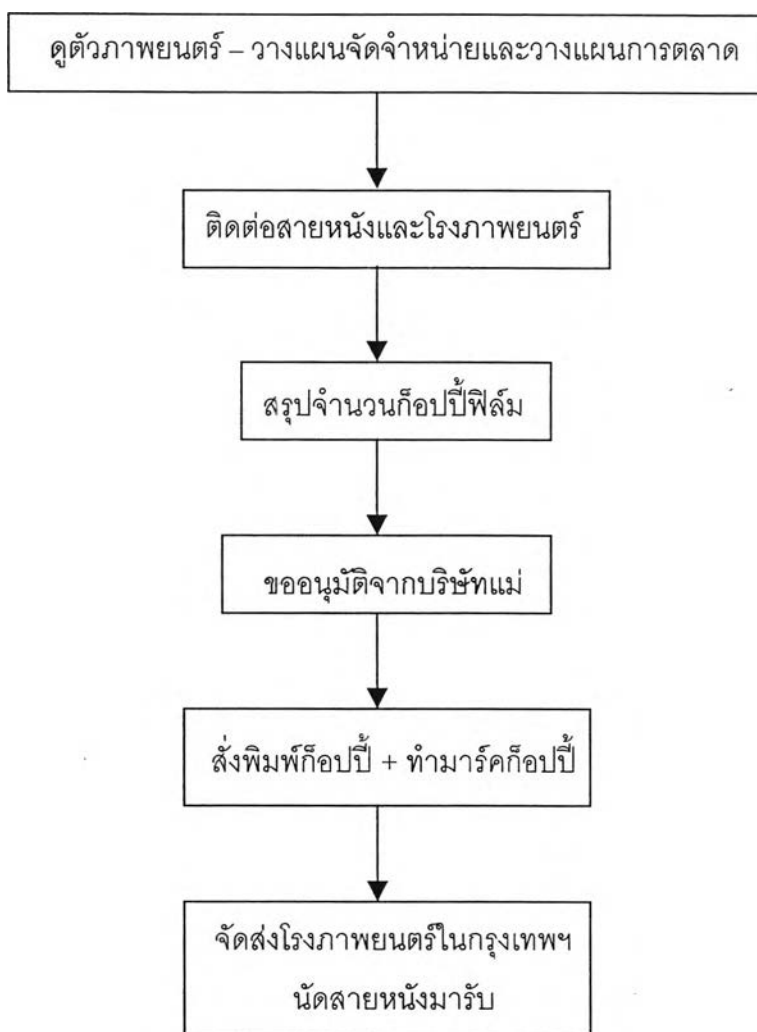 ดูตัวภาพยนตร์ – วางแผนจัดจำหน่ายและวางแผนการตลาด
ติดต่อสายหนังและโรงภาพยนตร์
สรุปจำนวนก็อปปี้ฟิล์ม
ขออนุมัติจากบริษัทแม่
สั่งพิมพ์ก็อปปี้ + ทำมาร์คก็อปปี้
จัดส่งโรงภาพยนตร์ในกรุงเทพฯ
นัดสายหนังมารับ